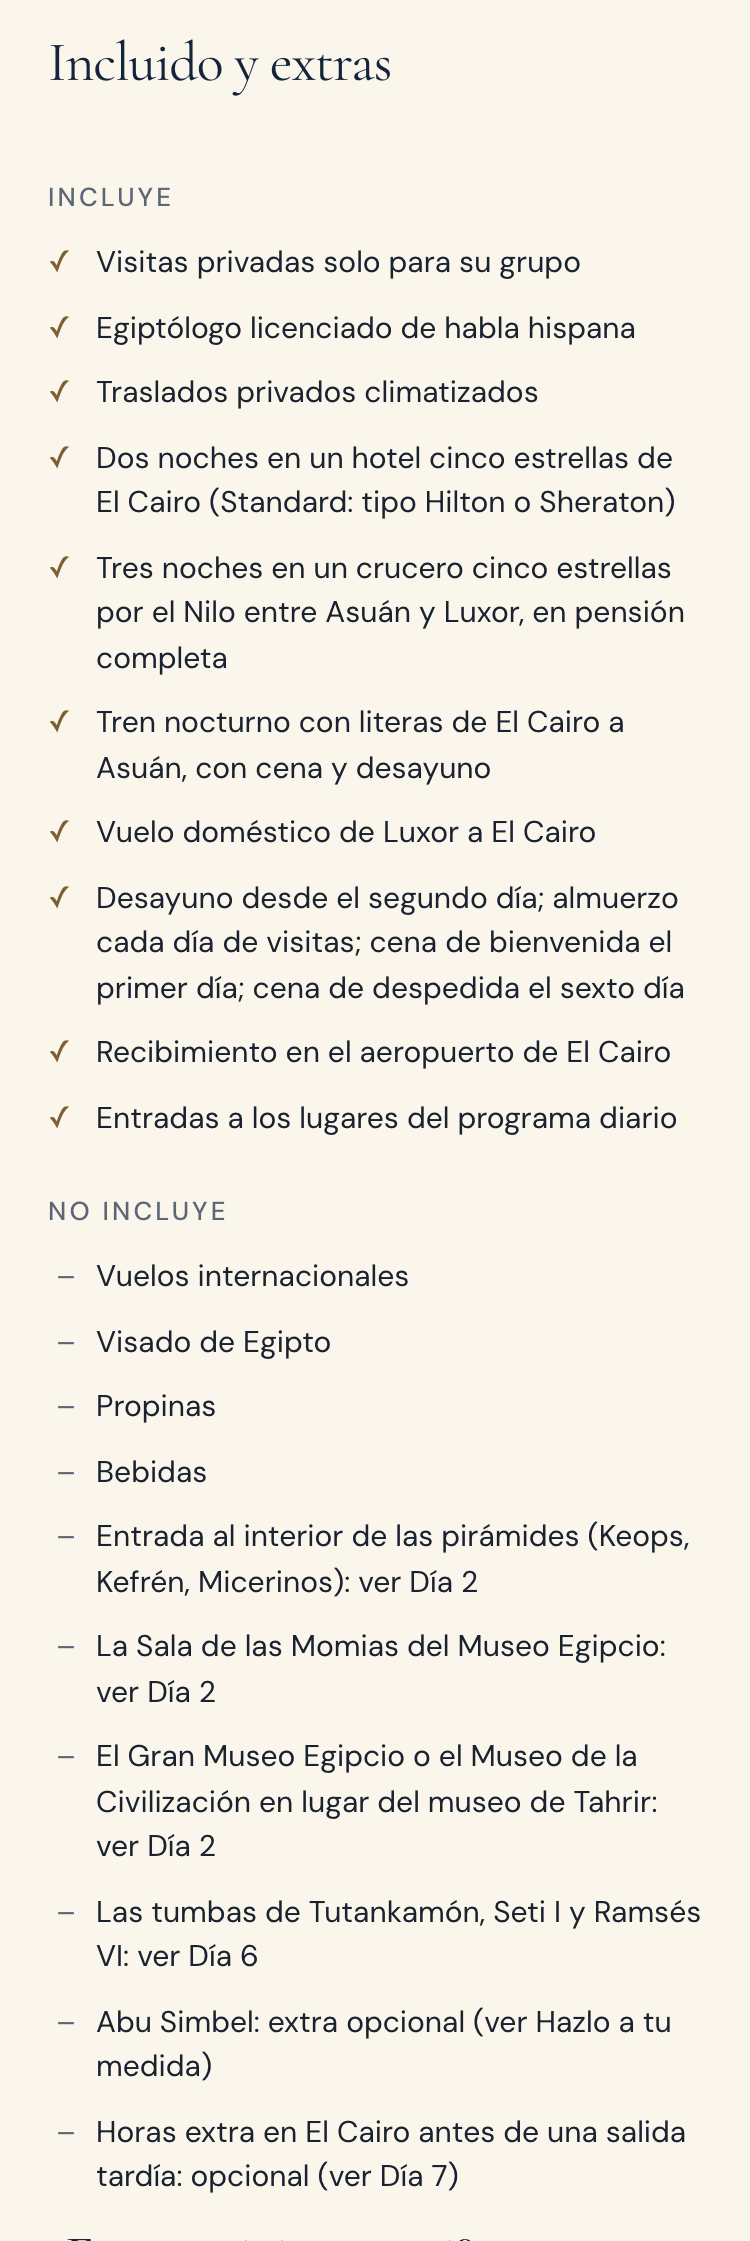 Incluido y extras
INCLUYE
✓ Visitas privadas solo para su grupo
✓ Egiptólogo licenciado de habla hispana
✓ Traslados privados climatizados
✓ Dos noches en un hotel cinco estrellas de
El Cairo (Standard: tipo Hilton o Sheraton)
✓ Tres noches en un crucero cinco estrellas
por el Nilo entre Asuán y Luxor, en pensión
completa
✓ Tren nocturno con literas de El Cairo a
Asuán, con cena y desayuno
✓ Vuelo doméstico de Luxor a El Cairo
✓ Desayuno desde el segundo día; almuerzo
cada día de visitas; cena de bienvenida el
primer día; cena de despedida el sexto día
✓ Recibimiento en el aeropuerto de El Cairo
✓ Entradas a los lugares del programa diario
NO INCLUYE
– Vuelos internacionales
– Visado de Egipto
– Propinas
– Bebidas
– Entrada al interior de las pirámides (Keops,
Kefrén, Micerinos): ver Día 2
– La Sala de las Momias del Museo Egipcio:
ver Día 2
– El Gran Museo Egipcio o el Museo de la
Civilización en lugar del museo de Tahrir:
ver Día 2
– Las tumbas de Tutankamón, Seti I y Ramsés
VI: ver Día 6
– Abu Simbel: extra opcional (ver Hazlo a tu
medida)
– Horas extra en El Cairo antes de una salida
tardía: opcional (ver Día 7)